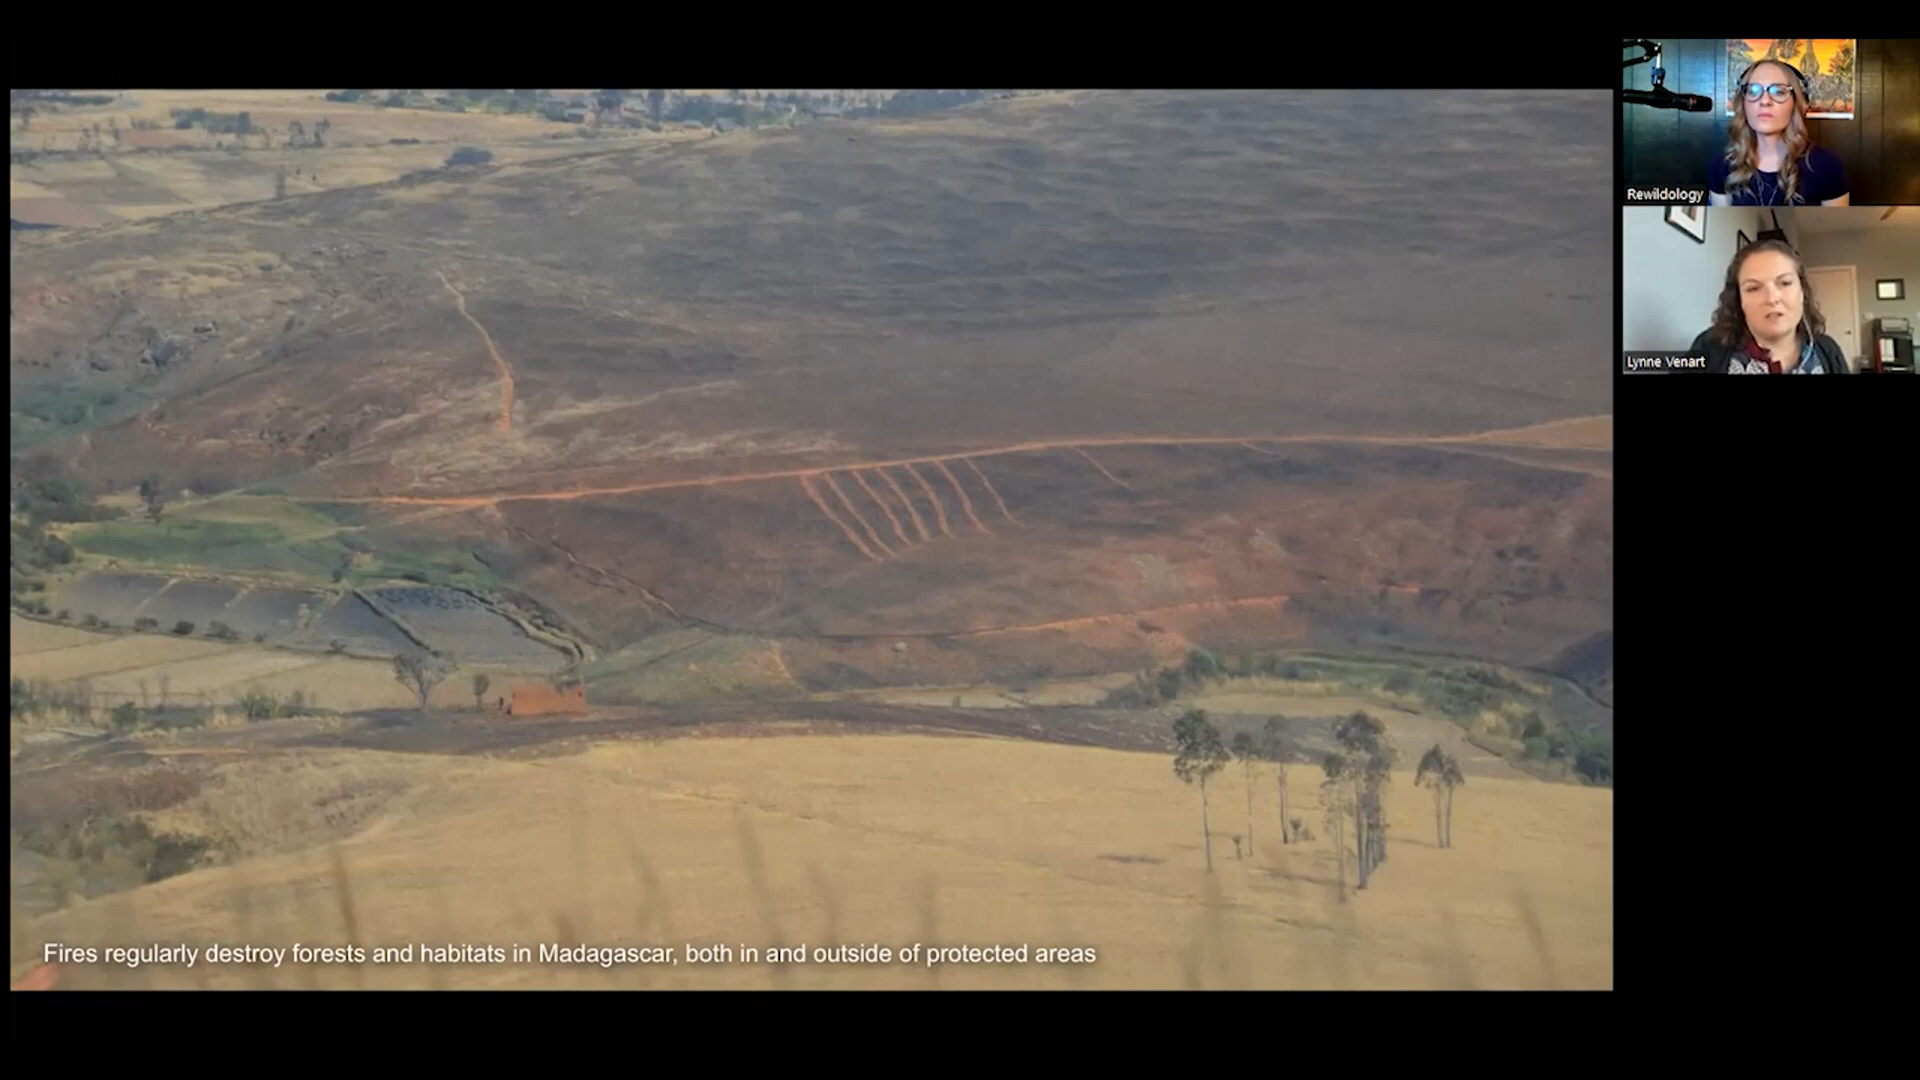 Rewildology
Lynne Venart
Fires regularly destroy forests and habitats in Madagascar, both in and outside of protected areas